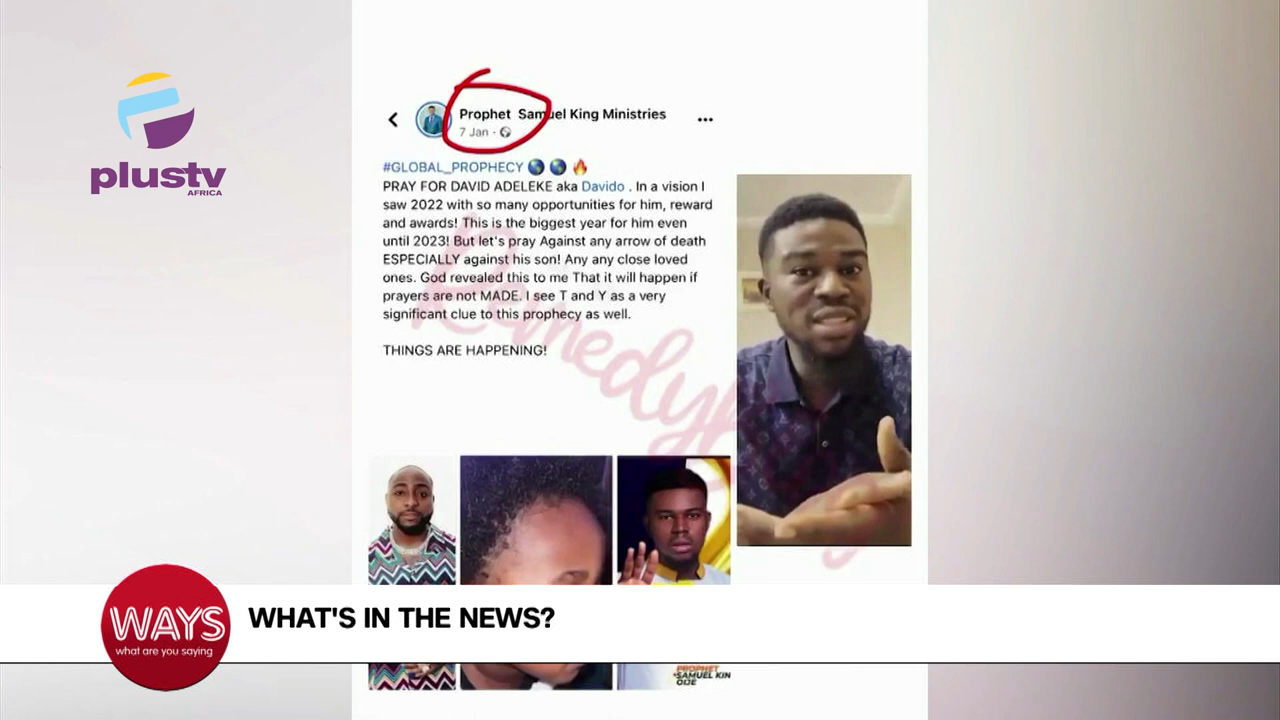 plustv
AFRICA
Prophet Samuel King Ministries
7 Jan ·
#GLOBAL_PROPHECY
PRAY FOR DAVID ADELEKE aka Davido . In a vision I
saw 2022 with so many opportunities for him, reward
and awards! This is the biggest year for him even
until 2023! But let's pray Against any arrow of death
ESPECIALLY against his son! Any any close loved
ones. God revealed this to me That it will happen if
prayers are not MADE. I see T and Y as a very
significant clue to this prophecy as well.
THINGS ARE HAPPENING!
WAYS
what are you saying
WHAT'S IN THE NEWS?
PROPHET
SAMUEL KIN
OIJE